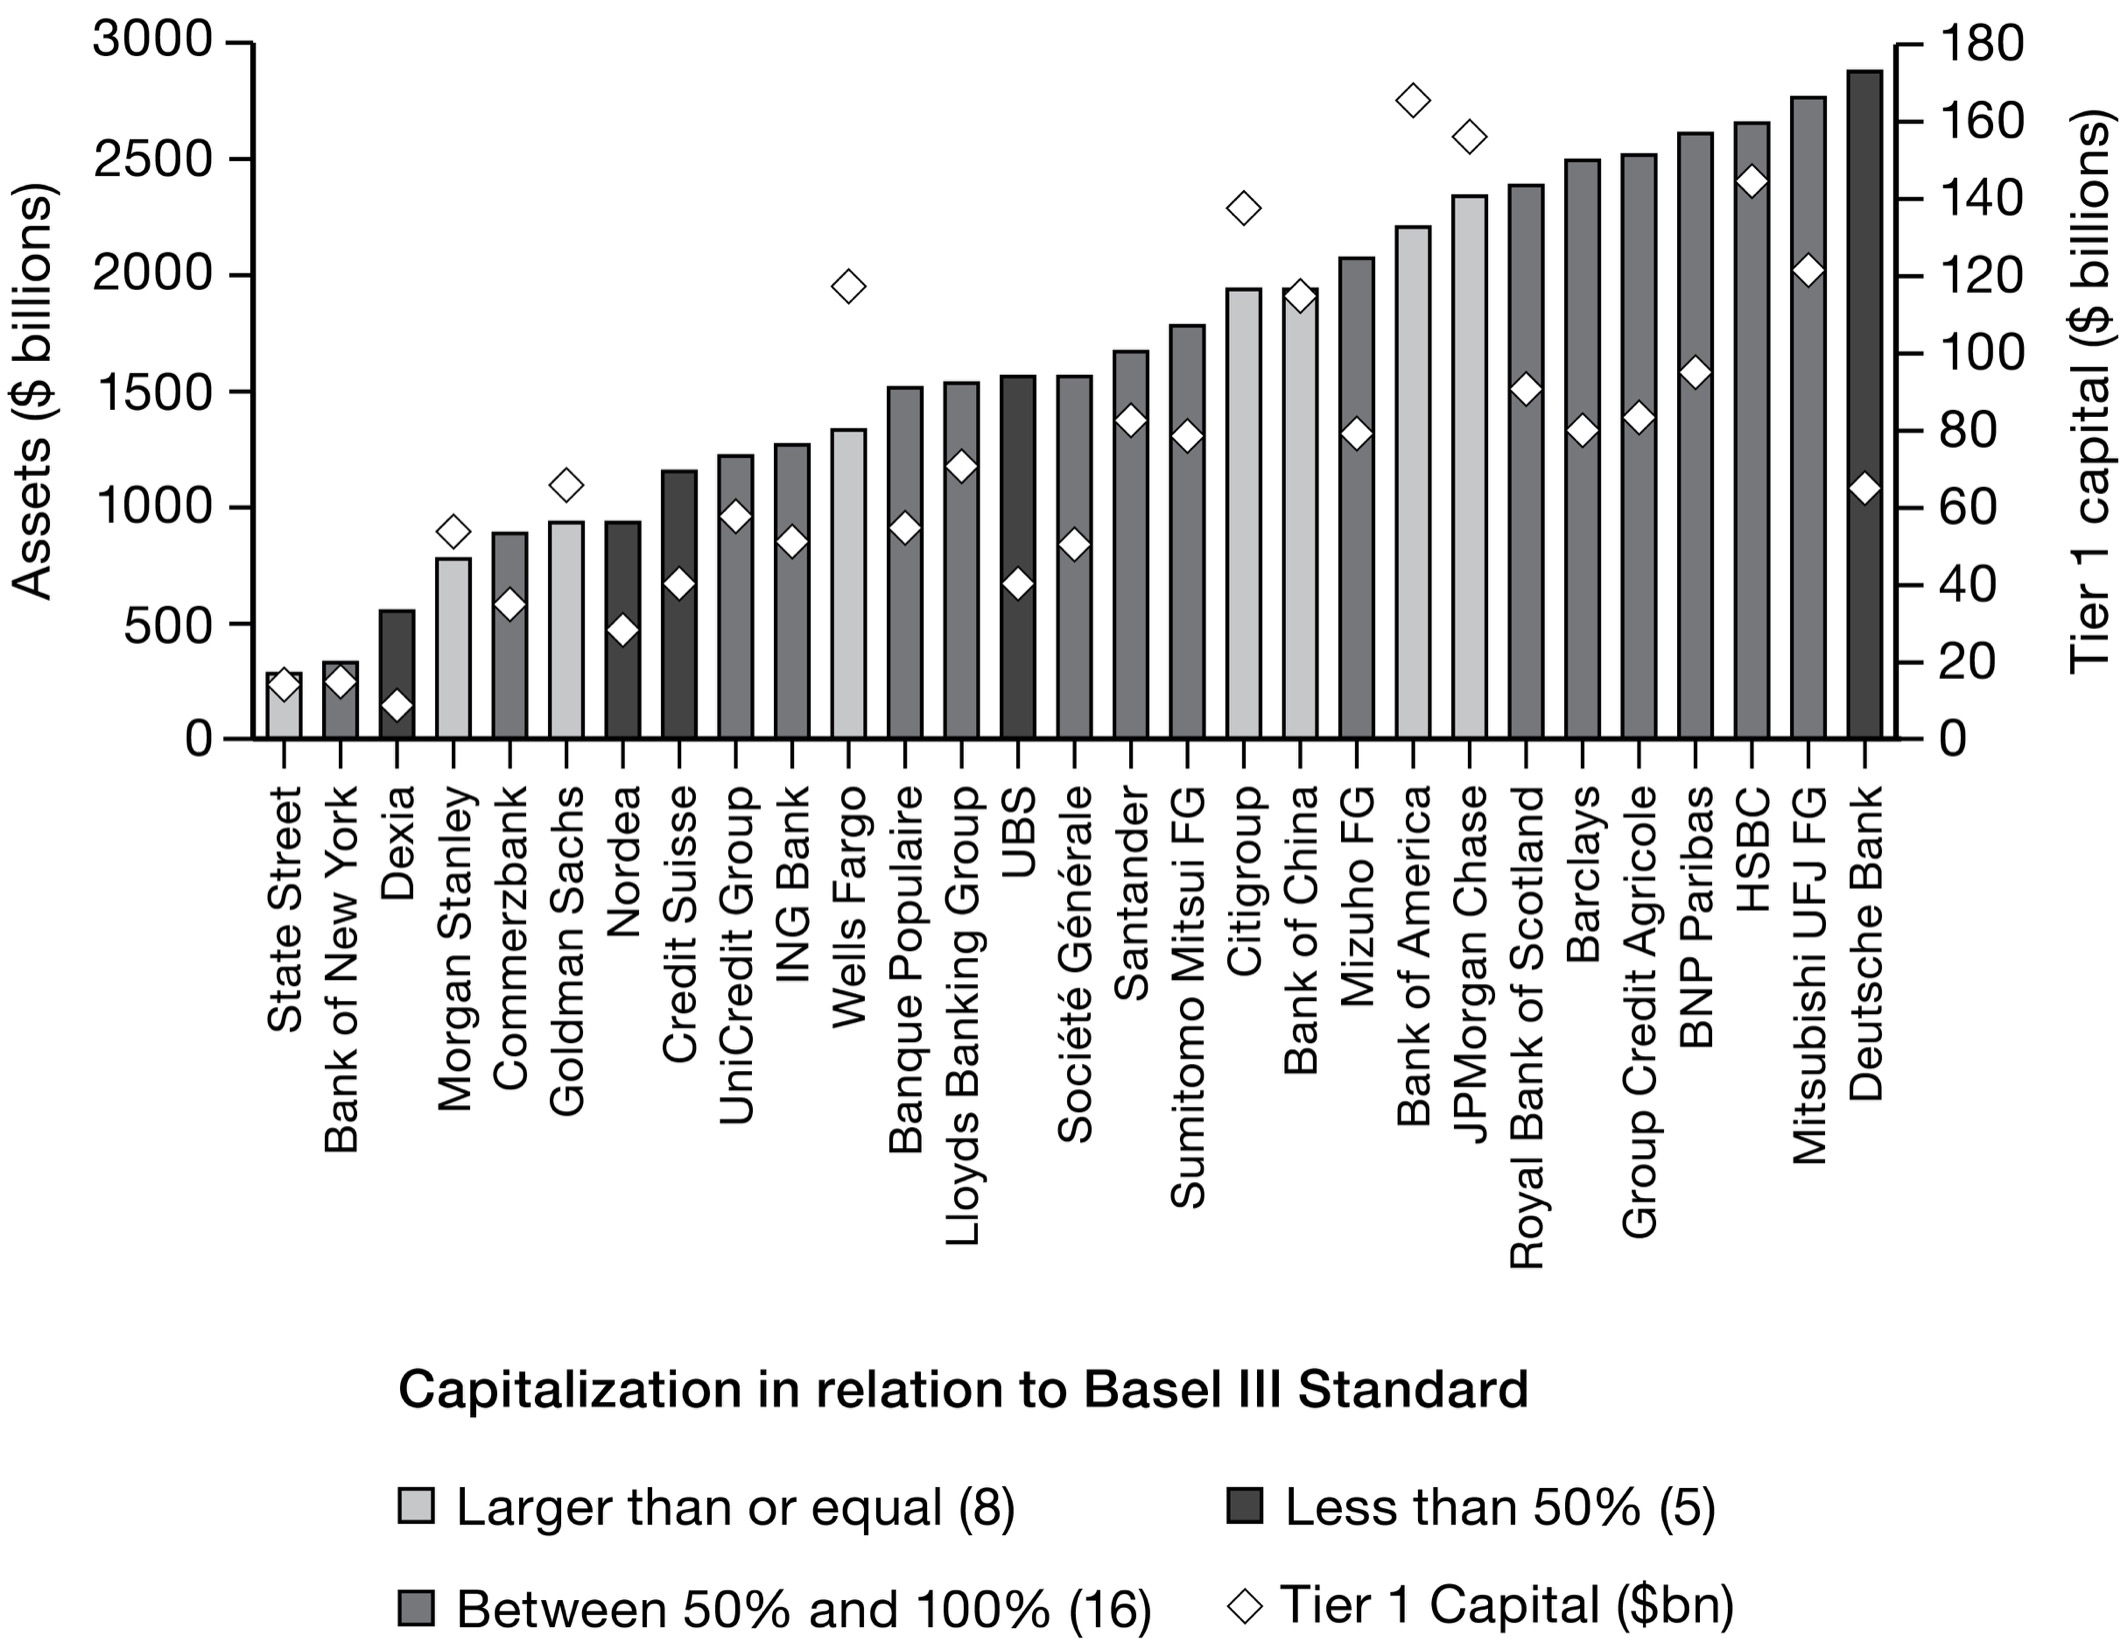 Assets ($ billions)
3000
2500
2000
1500
1000
500
0
180
160
140
120
100
80
60
40
20
0
Tier 1 capital ($ billions)
State Street
Bank of New York
Dexia
Morgan Stanley
Commerzbank
Goldman Sachs
Nordea
Credit Suisse
UniCredit Group
ING Bank
Wells Fargo
Banque Populaire
Lloyds Banking Group
UBS
Société Générale
Santander
Sumitomo Mitsui FG
Citigroup
Bank of China
Mizuho FG
Bank of America
JPMorgan Chase
Royal Bank of Scotland
Barclays
Group Credit Agricole
BNP Paribas
HSBC
Mitsubishi UFJ FG
Deutsche Bank
Capitalization in relation to Basel III Standard
Larger than or equal (8)
Less than 50% (5)
Between 50% and 100% (16)
Tier 1 Capital ($bn)